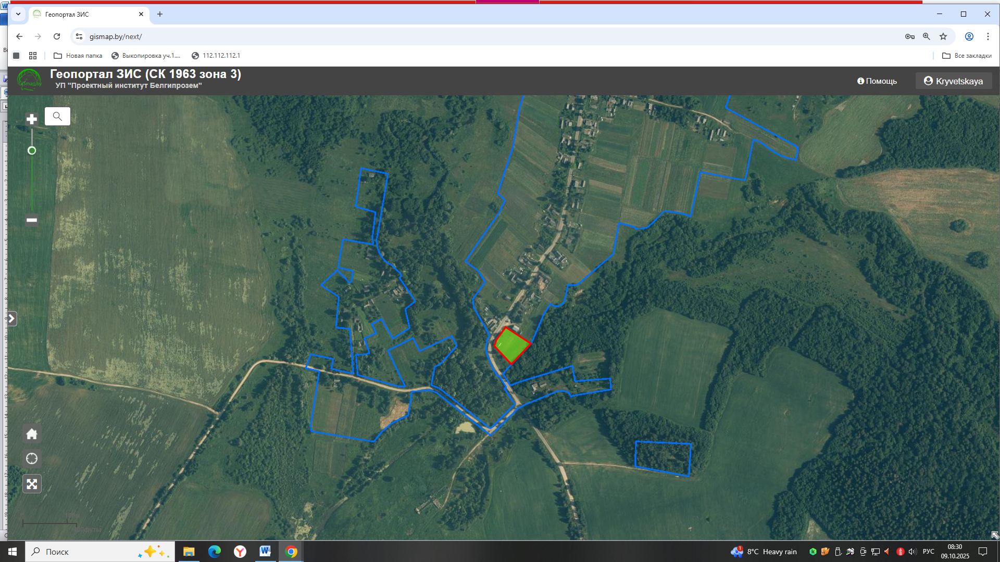 Геопортал ЗИС
gismap.by/next/
Новая папка
Выкопировка уч.1....
112.112.112.1
Все закладки
GISmap.by
Геопортал ЗИС (СК 1963 зона 3)
УП "Проектный институт Белгипрозем"
Помощь
Kryvetskaya
Поиск
8°C Heavy rain
РУС
08:30
09.10.2025